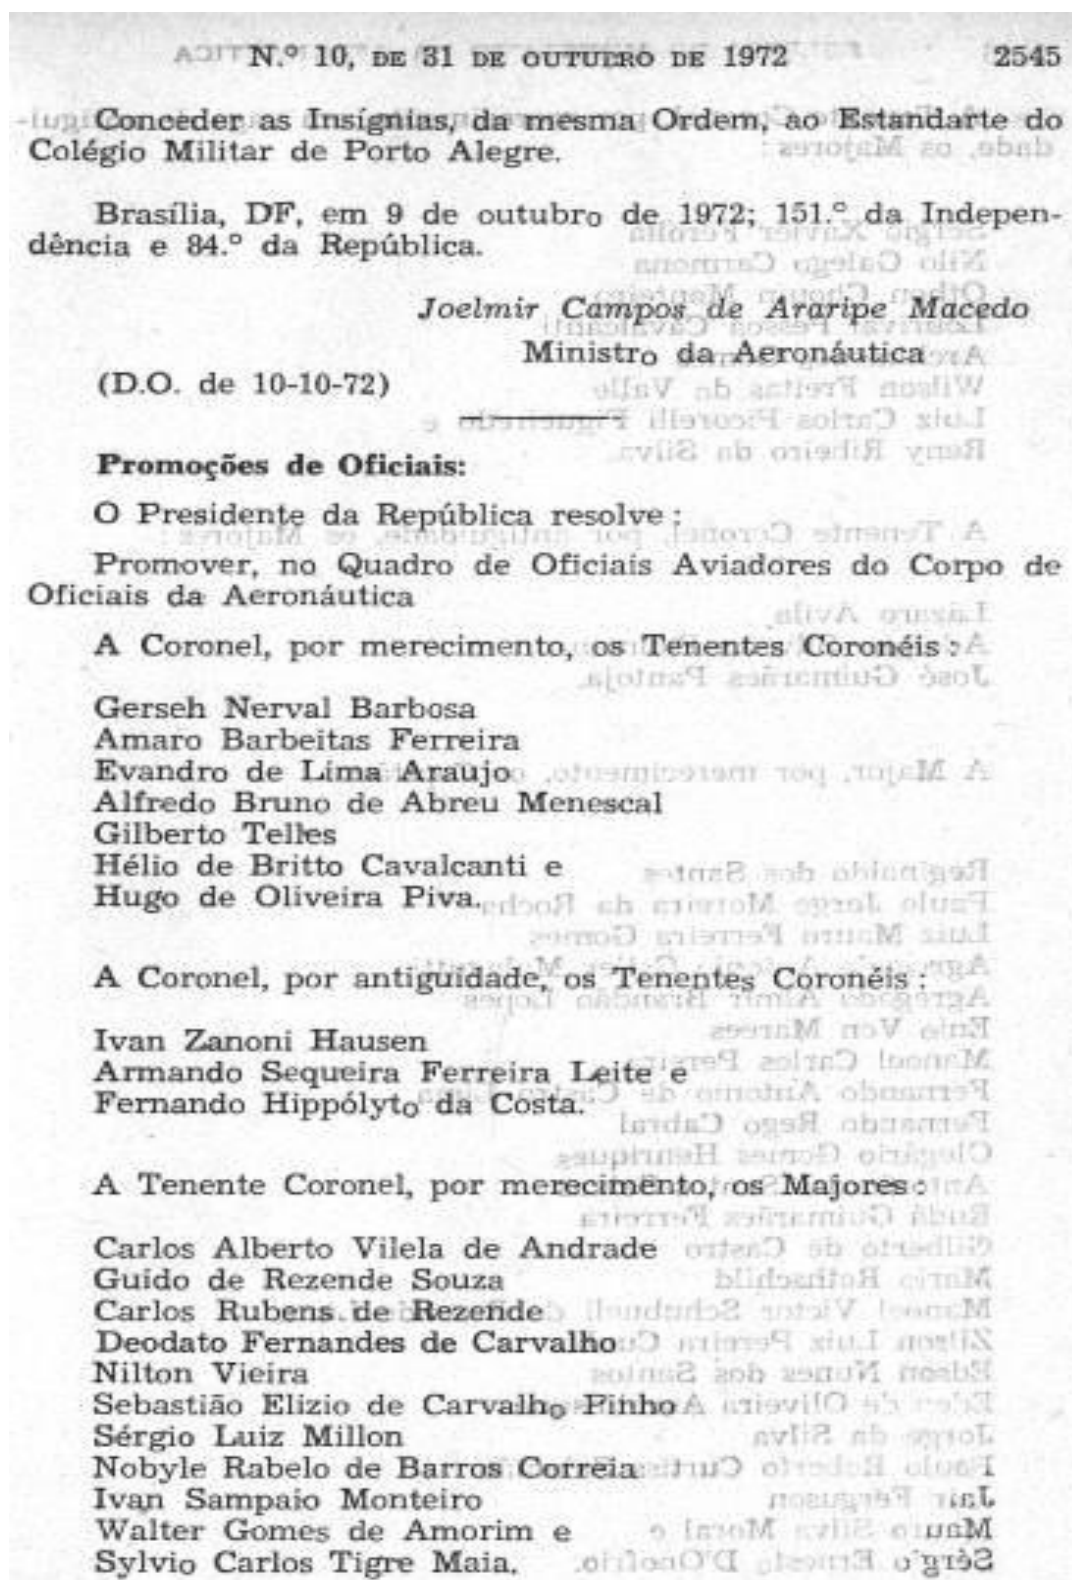 N.º 10, DE 31 DE OUTUBRO DE 1972 2545
Conceder as Insígnias, da mesma Ordem, ao Estandarte do
Colégio Militar de Porto Alegre.
Brasília, DF, em 9 de outubro de 1972; 151.º da Indepen-
dência e 84.º da República.
Joelmir Campos de Araripe Macedo
Ministro da Aeronáutica
(D.O. de 10-10-72)
Promoções de Oficiais:
O Presidente da República resolve:
Promover, no Quadro de Oficiais Aviadores do Corpo de
Oficiais da Aeronáutica
A Coronel, por merecimento, os Tenentes Coronéis:
Gerseh Nerval Barbosa
Amaro Barbeitas Ferreira
Evandro de Lima Araujo
Alfredo Bruno de Abreu Menescal
Gilberto Telles
Hélio de Britto Cavalcanti e
Hugo de Oliveira Piva.
A Coronel, por antiguidade, os Tenentes Coronéis:
Ivan Zanoni Hausen
Armando Sequeira Ferreira Leite e
Fernando Hippólyto da Costa.
A Tenente Coronel, por merecimento, os Majores:
Carlos Alberto Vilela de Andrade
Guido de Rezende Souza
Carlos Rubens de Rezende
Deodato Fernandes de Carvalho
Nilton Vieira
Sebastião Elizio de Carvalho Pinho
Sérgio Luiz Millon
Nobyle Rabelo de Barros Correia
Ivan Sampaio Monteiro
Walter Gomes de Amorim e
Sylvio Carlos Tigre Maia.